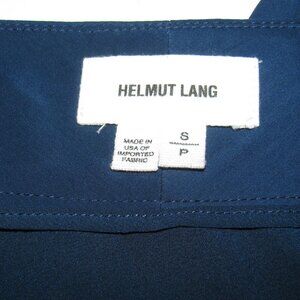 HELMUT LANG
MADE IN
USA OF
IMPORTED
FABRIC
S
P